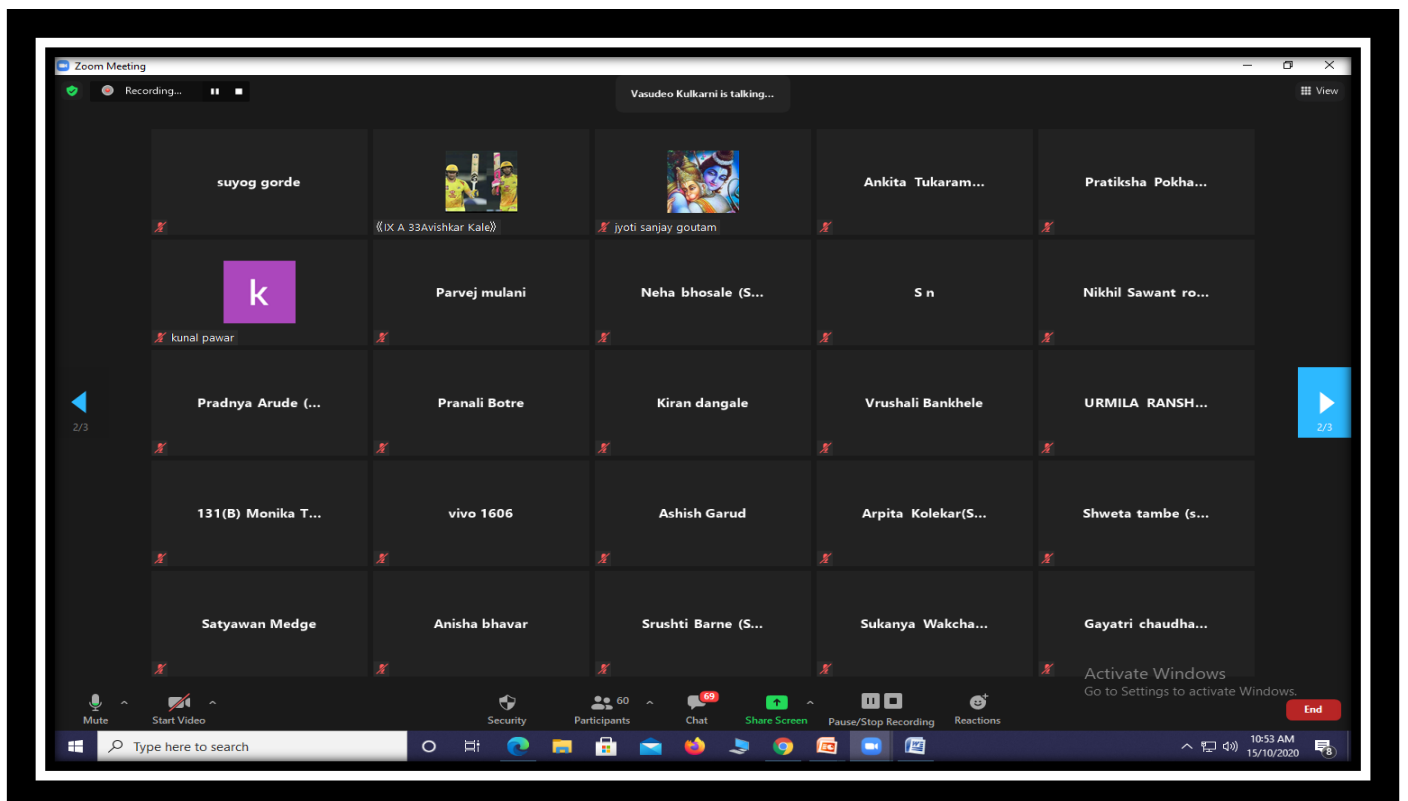 Zoom Meeting
Recording...
Vasudeo Kulkarni is talking...
View
suyog gorde
《IX A 33Avishkar Kale》
jyoti sanjay goutam
Ankita Tukaram...
Pratiksha Pokha...
k
kunal pawar
Parvej mulani
Neha bhosale (S...
S n
Nikhil Sawant ro...
Pradnya Arude (...
Pranali Botre
Kiran dangale
Vrushali Bankhele
URMILA RANSH...
2/3
2/3
131(B) Monika T...
vivo 1606
Ashish Garud
Arpita Kolekar(S...
Shweta tambe (s...
Satyawan Medge
Anisha bhavar
Srushti Barne (S...
Sukanya Wakcha...
Gayatri chaudha...
Activate Windows
Go to Settings to activate Windows.
Mute
Start Video
Security
60
Participants
69
Chat
Share Screen
Pause/Stop Recording
Reactions
End
Type here to search
10:53 AM
15/10/2020
8